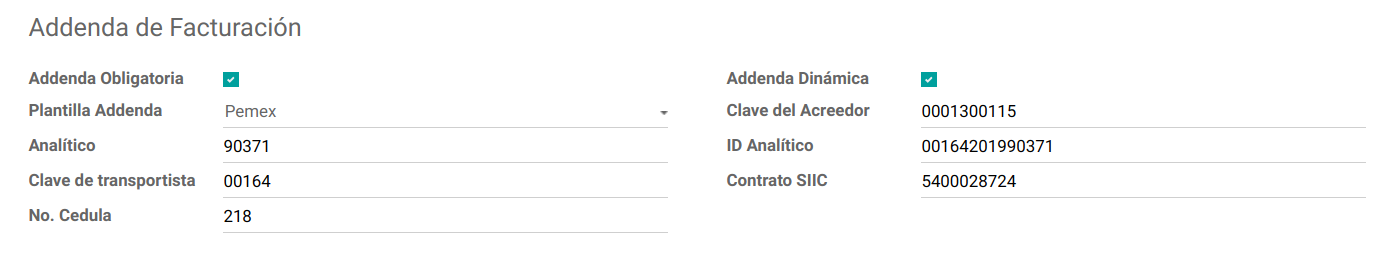 Addenda de Facturación
Addenda Obligatoria
Addenda Dinámica
Plantilla Addenda Pemex
Clave del Acreedor 0001300115
Analítico 90371
ID Analítico 00164201990371
Clave de transportista 00164
Contrato SIIC 5400028724
No. Cedula 218